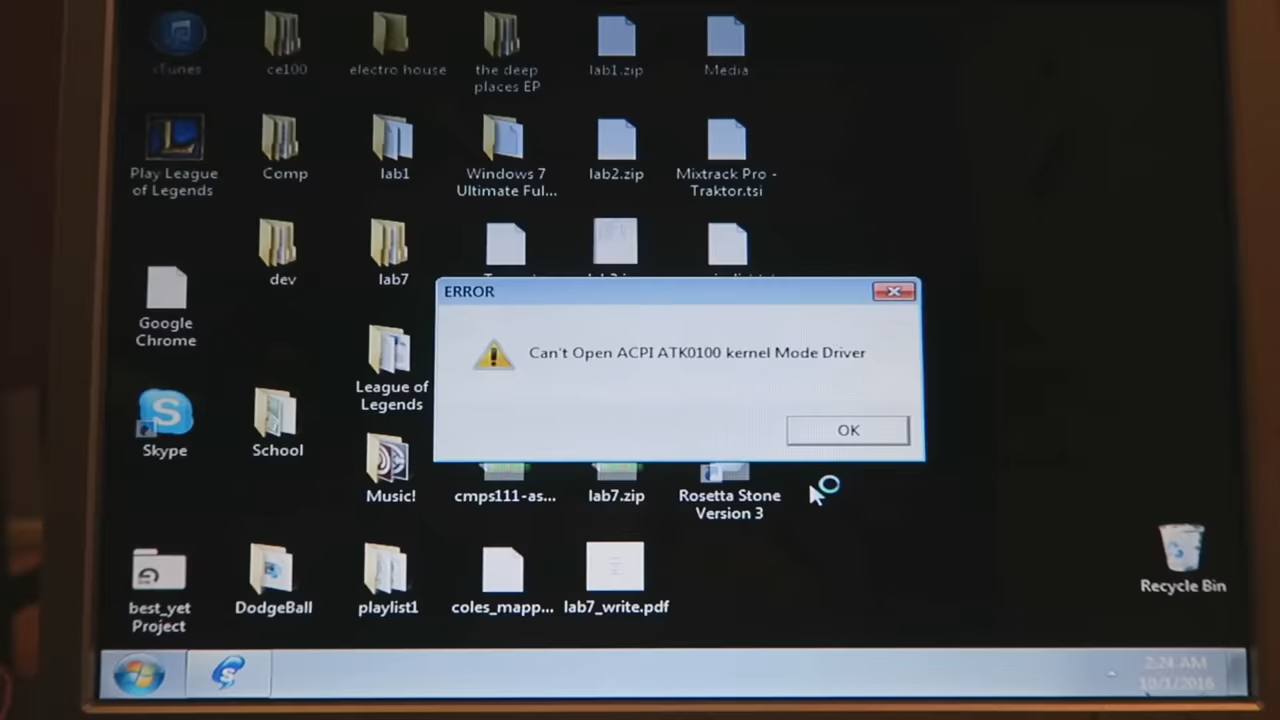 iTunes
ce100
electro house
the deep
places EP
lab1.zip
Media
Play League
of Legends
Comp
lab1
Windows 7
Ultimate Ful...
lab2.zip
Mixtrack Pro -
Traktor.tsi
dev
lab7
Google
Chrome
ERROR
Can't Open ACPI ATK0100 kernel Mode Driver
OK
League of
Legends
Skype
School
Music!
cmps111-as...
lab7.zip
Rosetta Stone
Version 3
best_yet
Project
DodgeBall
playlist1
coles_mapp...
lab7_write.pdf
Recycle Bin
2:24 AM
10/1/2016